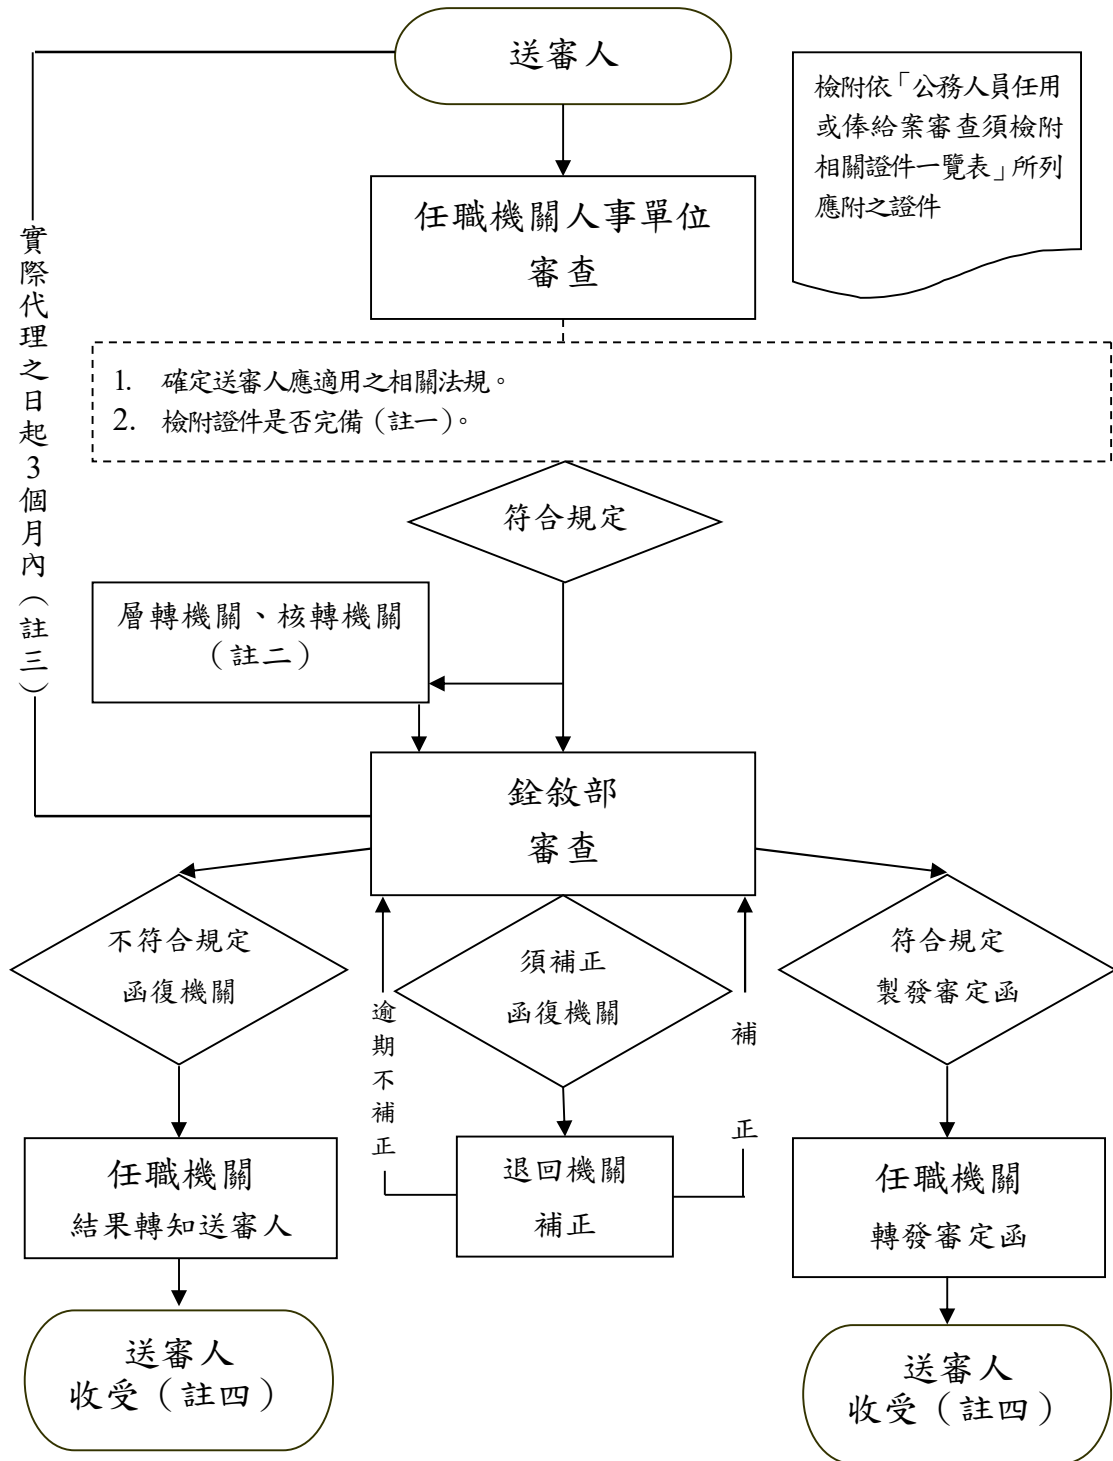 送審人
檢附依「公務人員任用
或俸給案審查須檢附
相關證件一覽表」所列
應附之證件
任職機關人事單位
審查
實際代理之日起3個月內（註三）
1. 確定送審人應適用之相關法規。
2. 檢附證件是否完備（註一）。
符合規定
層轉機關、核轉機關
（註二）
銓敘部
審查
不符合規定
函復機關
須補正
函復機關
符合規定
製發審定函
逾期不補正
補正
任職機關
結果轉知送審人
退回機關
補正
任職機關
轉發審定函
送審人
收受（註四）
送審人
收受（註四）